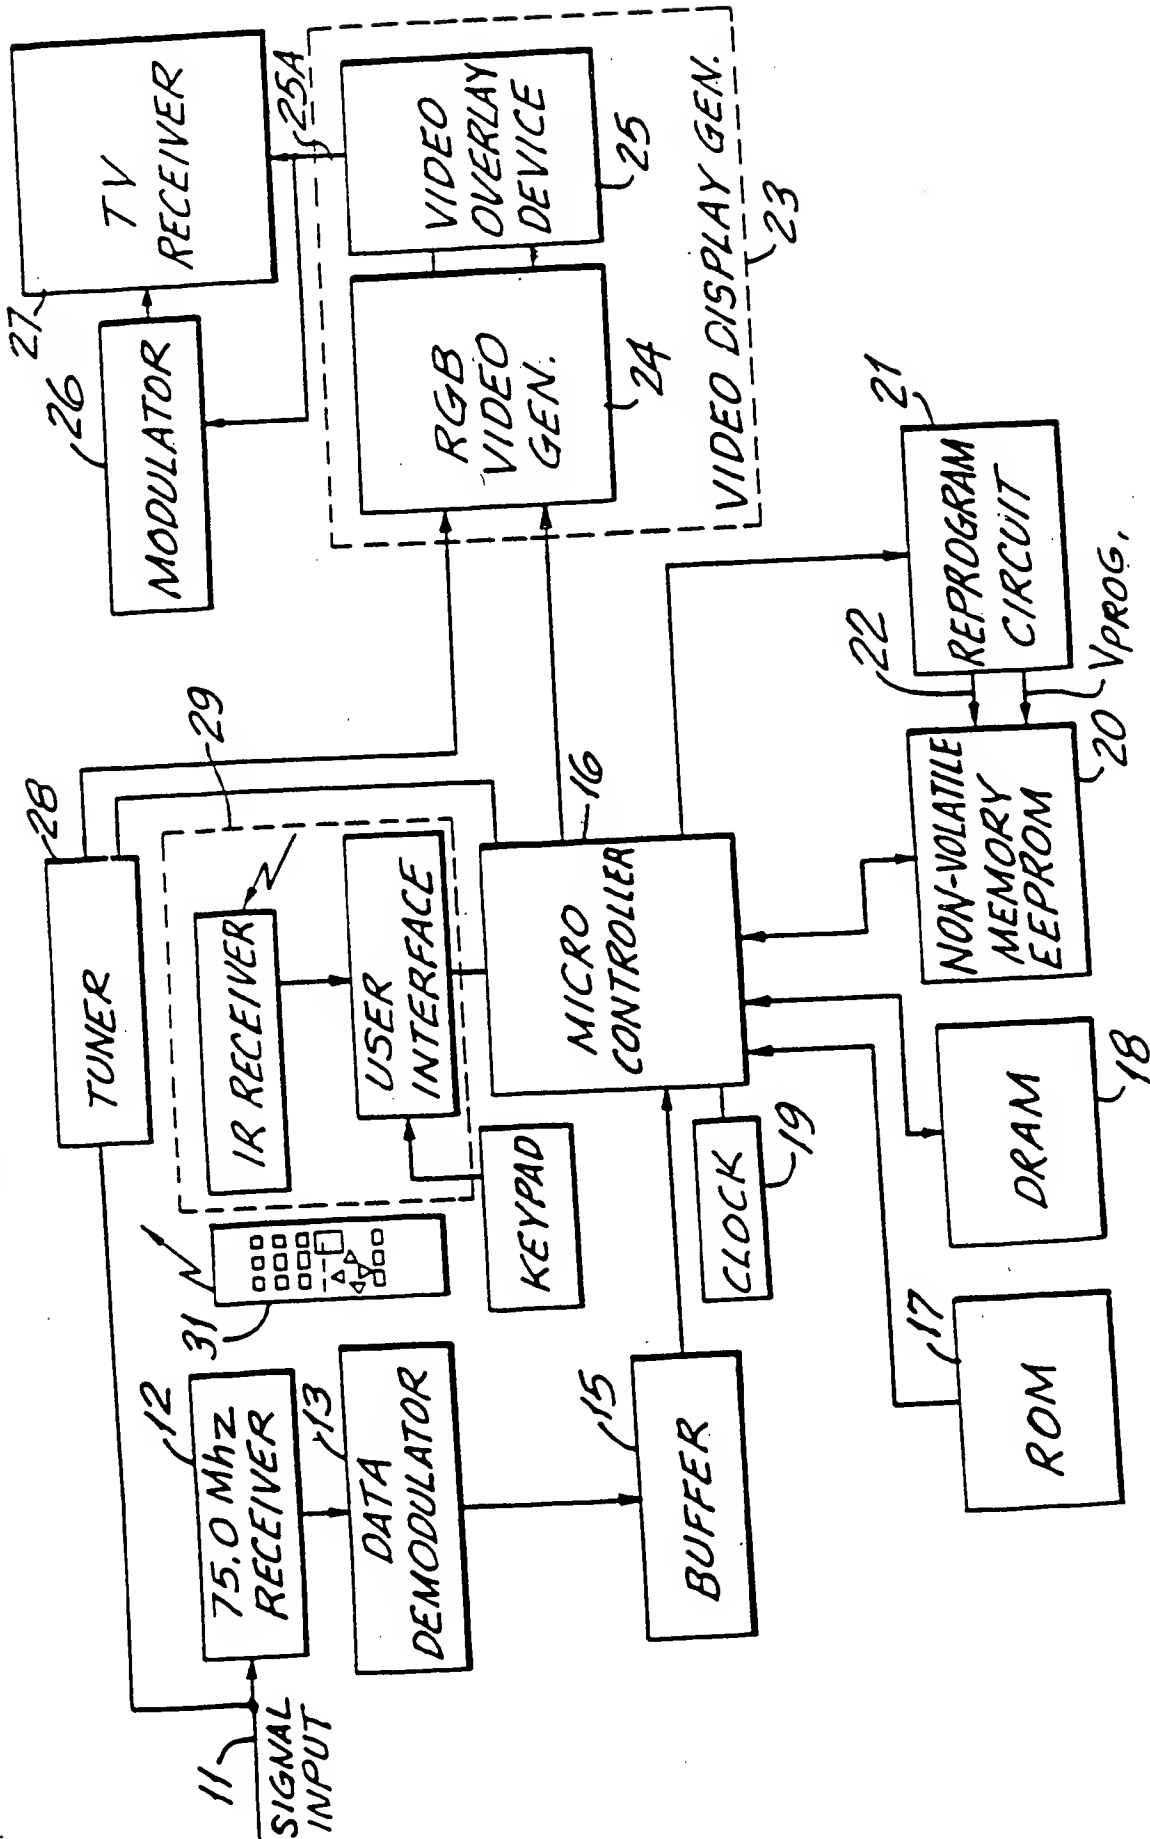 11
SIGNAL
INPUT
12
75.0 Mhz
RECEIVER
13
DATA
DEMODULATOR
15
BUFFER
17
ROM
TUNER
28
31
IR RECEIVER
29
USER
INTERFACE
KEYPAD
MICRO
CONTROLLER
16
CLOCK
19
DRAM
18
NON-VOLATILE
MEMORY
EEPROM
20
22
VPROG.
REPROGRAM
CIRCUIT
21
MODULATOR
26
27
TV
RECEIVER
25A
RGB
VIDEO
GEN.
24
VIDEO
OVERLAY
DEVICE
25
VIDEO DISPLAY GEN.
23